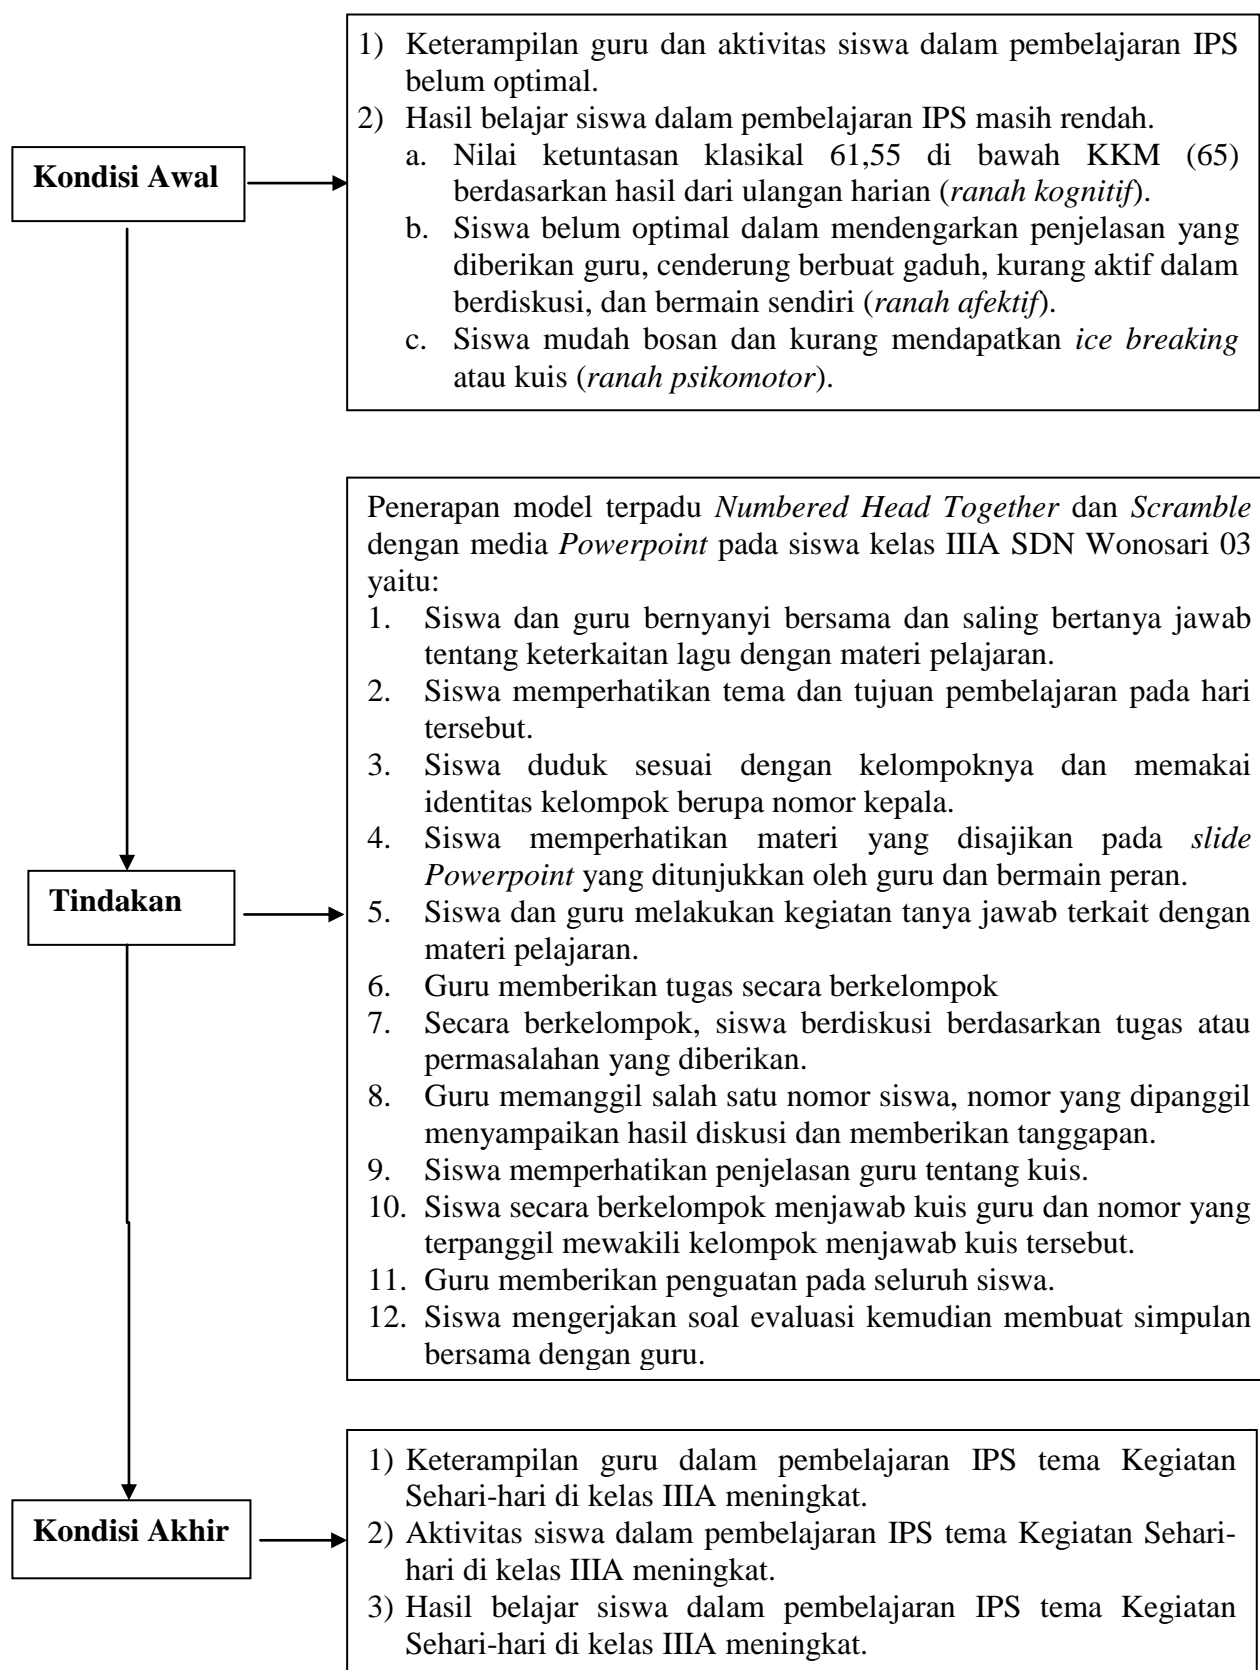 Kondisi Awal
1) Keterampilan guru dan aktivitas siswa dalam pembelajaran IPS
belum optimal.
2) Hasil belajar siswa dalam pembelajaran IPS masih rendah.
a. Nilai ketuntasan klasikal 61,55 di bawah KKM (65)
berdasarkan hasil dari ulangan harian (ranah kognitif).
b. Siswa belum optimal dalam mendengarkan penjelasan yang
diberikan guru, cenderung berbuat gaduh, kurang aktif dalam
berdiskusi, dan bermain sendiri (ranah afektif).
c. Siswa mudah bosan dan kurang mendapatkan ice breaking
atau kuis (ranah psikomotor).
Tindakan
Penerapan model terpadu Numbered Head Together dan Scramble
dengan media Powerpoint pada siswa kelas IIIA SDN Wonosari 03
yaitu:
1. Siswa dan guru bernyanyi bersama dan saling bertanya jawab
tentang keterkaitan lagu dengan materi pelajaran.
2. Siswa memperhatikan tema dan tujuan pembelajaran pada hari
tersebut.
3. Siswa duduk sesuai dengan kelompoknya dan memakai
identitas kelompok berupa nomor kepala.
4. Siswa memperhatikan materi yang disajikan pada slide
Powerpoint yang ditunjukkan oleh guru dan bermain peran.
5. Siswa dan guru melakukan kegiatan tanya jawab terkait dengan
materi pelajaran.
6. Guru memberikan tugas secara berkelompok
7. Secara berkelompok, siswa berdiskusi berdasarkan tugas atau
permasalahan yang diberikan.
8. Guru memanggil salah satu nomor siswa, nomor yang dipanggil
menyampaikan hasil diskusi dan memberikan tanggapan.
9. Siswa memperhatikan penjelasan guru tentang kuis.
10. Siswa secara berkelompok menjawab kuis guru dan nomor yang
terpanggil mewakili kelompok menjawab kuis tersebut.
11. Guru memberikan penguatan pada seluruh siswa.
12. Siswa mengerjakan soal evaluasi kemudian membuat simpulan
bersama dengan guru.
Kondisi Akhir
1) Keterampilan guru dalam pembelajaran IPS tema Kegiatan
Sehari-hari di kelas IIIA meningkat.
2) Aktivitas siswa dalam pembelajaran IPS tema Kegiatan Sehari-
hari di kelas IIIA meningkat.
3) Hasil belajar siswa dalam pembelajaran IPS tema Kegiatan
Sehari-hari di kelas IIIA meningkat.